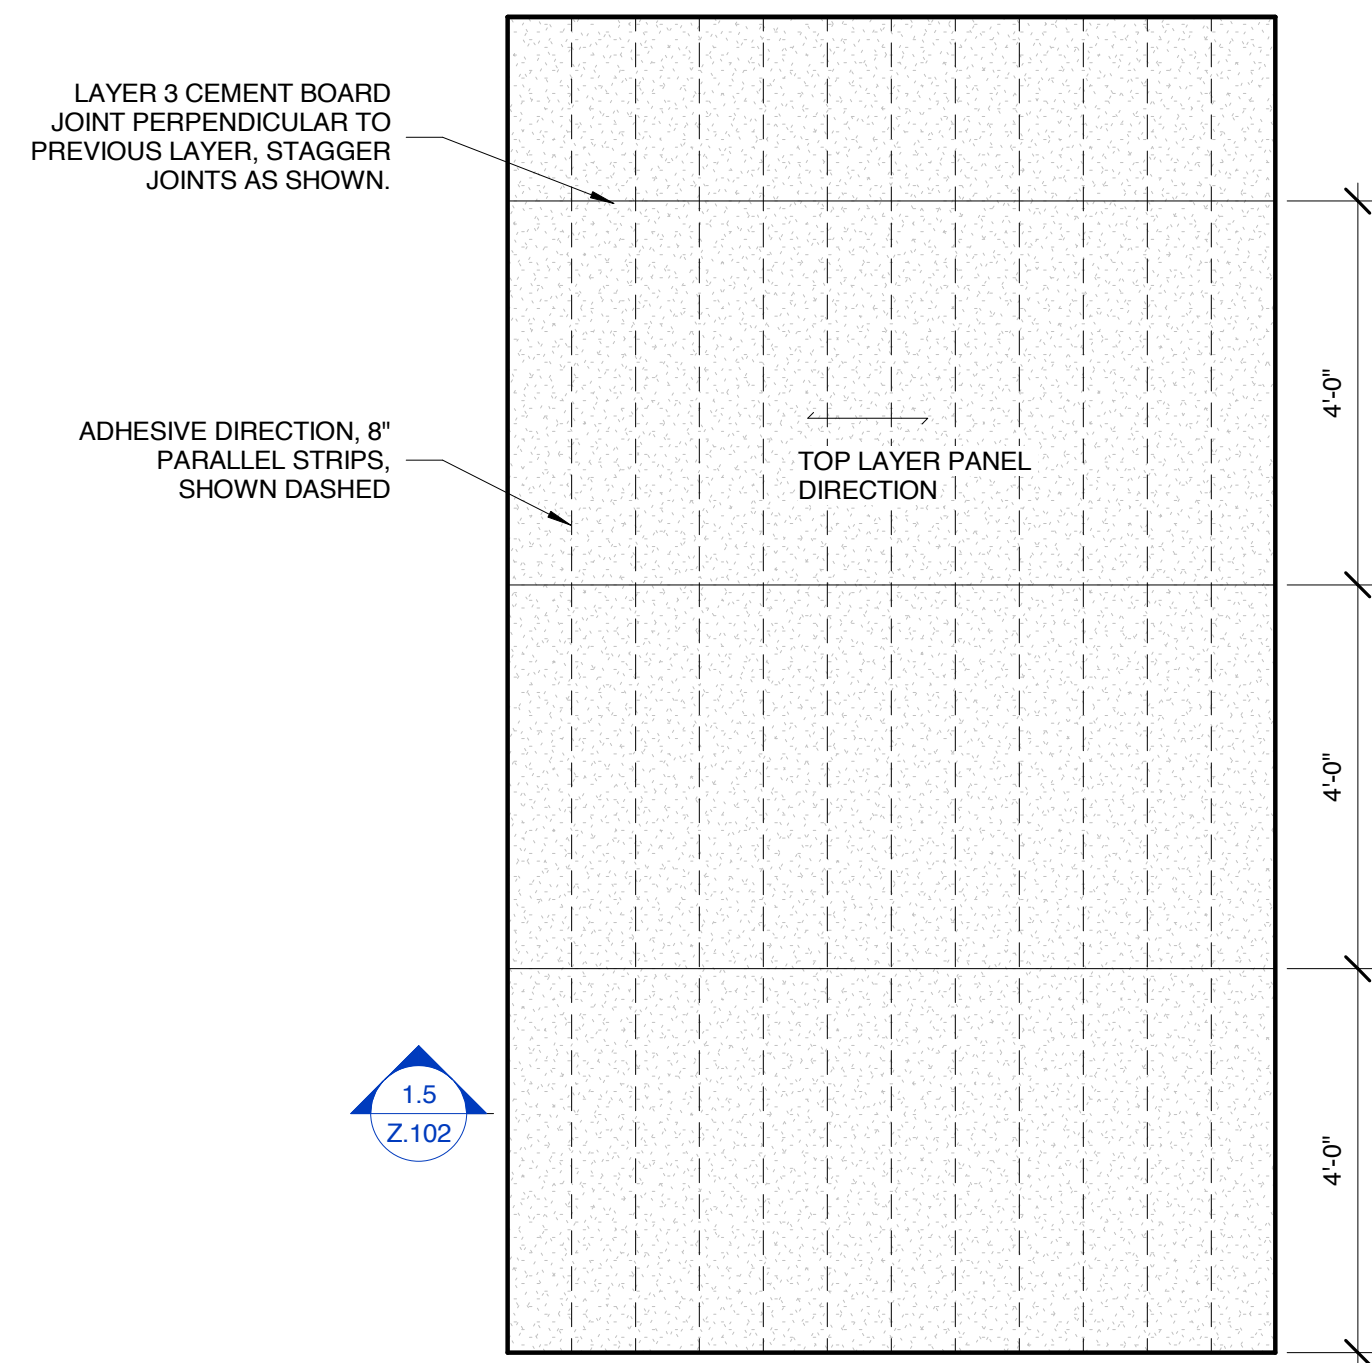 LAYER 3 CEMENT BOARD
JOINT PERPENDICULAR TO
PREVIOUS LAYER, STAGGER
JOINTS AS SHOWN.
4'-0"
ADHESIVE DIRECTION, 8"
PARALLEL STRIPS,
SHOWN DASHED
TOP LAYER PANEL
DIRECTION
4'-0"
1.5
Z.102
4'-0"